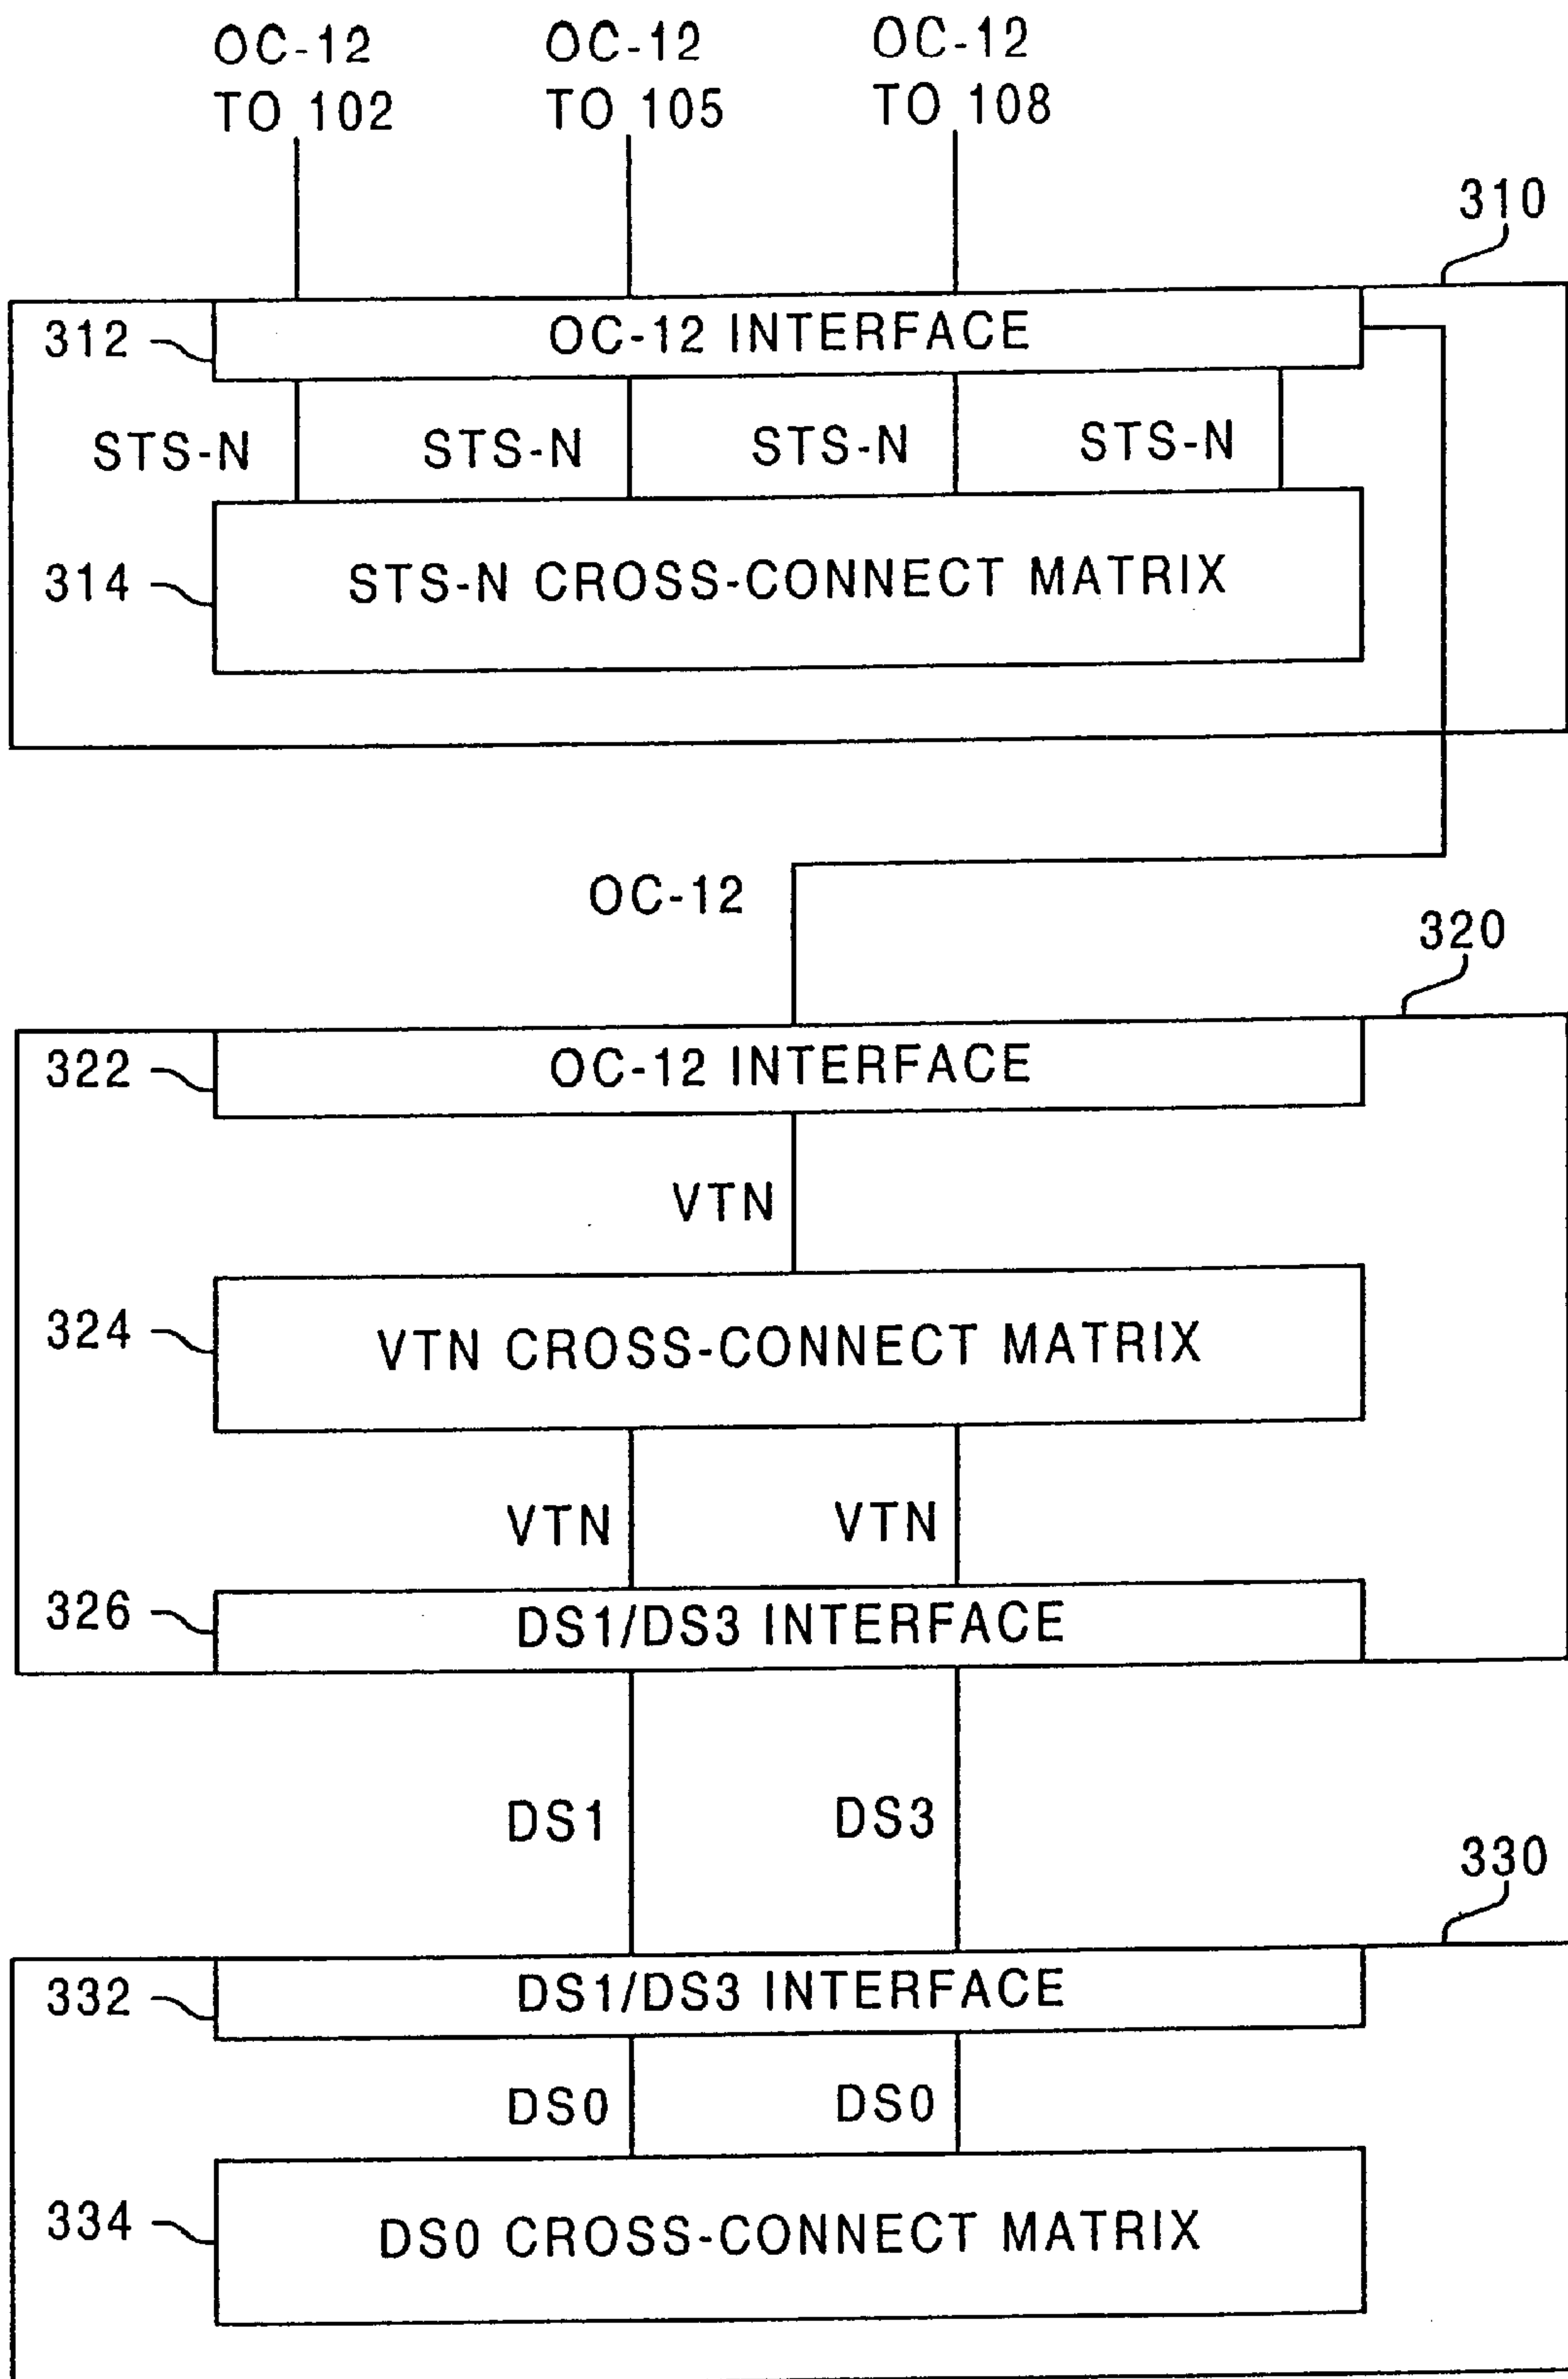 OC-12 OC-12 OC-12
TO 102 TO 105 TO 108
310
312 OC-12 INTERFACE
STS-N STS-N STS-N STS-N
314 STS-N CROSS-CONNECT MATRIX
OC-12
320
322 OC-12 INTERFACE
VTN
324 VTN CROSS-CONNECT MATRIX
VTN VTN
326 DS1/DS3 INTERFACE
DS1 DS3
330
332 DS1/DS3 INTERFACE
DS0 DS0
334 DS0 CROSS-CONNECT MATRIX